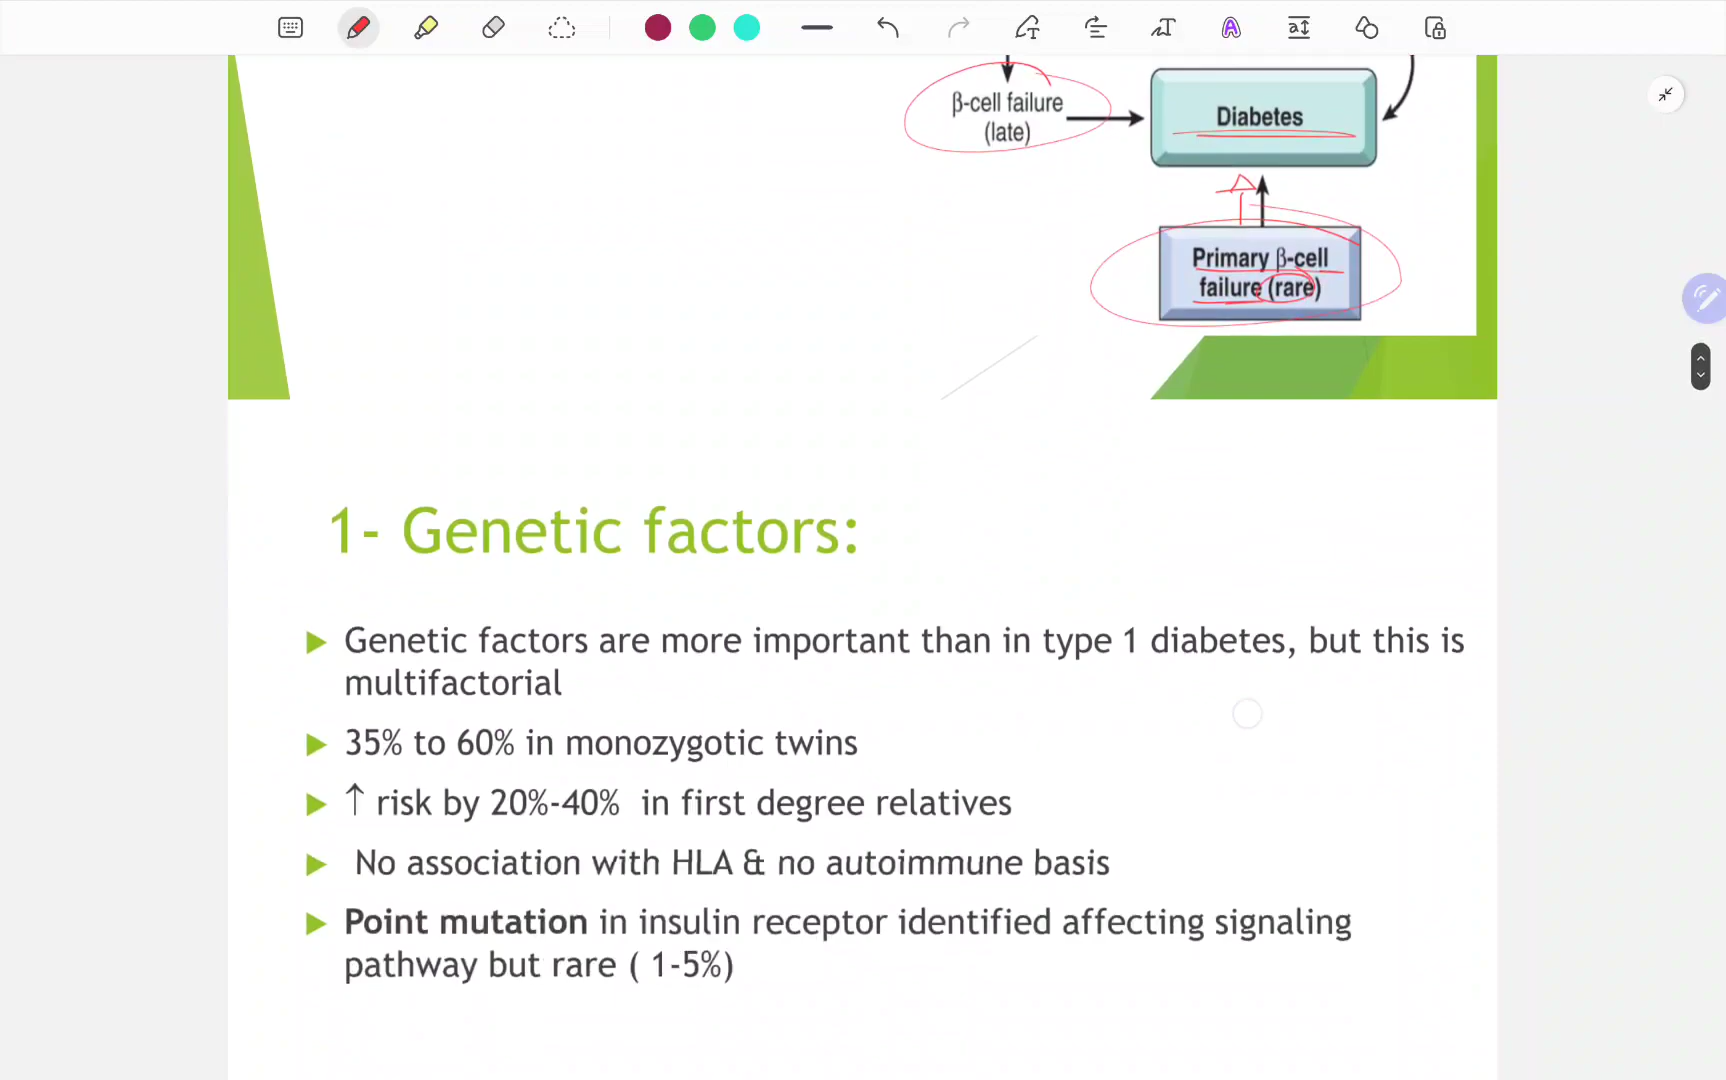 β-cell failure
(late)
Diabetes
Primary β-cell
failure (rare)
1- Genetic factors:
Genetic factors are more important than in type 1 diabetes, but this is
multifactorial
35% to 60% in monozygotic twins
↑ risk by 20%-40% in first degree relatives
No association with HLA & no autoimmune basis
Point mutation in insulin receptor identified affecting signaling
pathway but rare ( 1-5%)